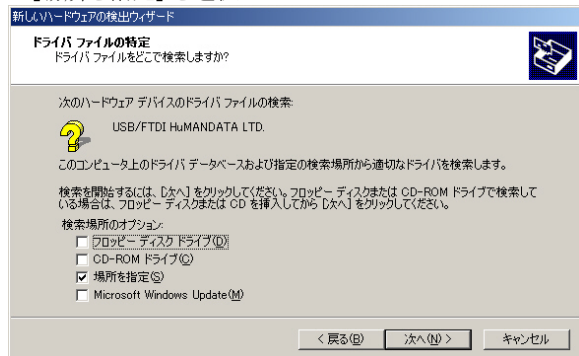 新しいハードウェアの検出ウィザード
ドライバ ファイルの特定
ドライバ ファイルをどこで検索しますか?
次のハードウェア デバイスのドライバ ファイルの検索:
USB/FTDI HuMANDATA LTD.
このコンピュータ上のドライバ データベースおよび指定の検索場所から適切なドライバを検索します。
検索を開始するには、[次へ] をクリックしてください。フロッピー ディスクまたは CD-ROM ドライブで検索して
いる場合は、フロッピー ディスクまたは CD を挿入してから [次へ] をクリックしてください。
検索場所のオプション:
フロッピー ディスク ドライブ(D)
CD-ROM ドライブ(C)
場所を指定(S)
Microsoft Windows Update(M)
< 戻る(B) 次へ(N) > キャンセル